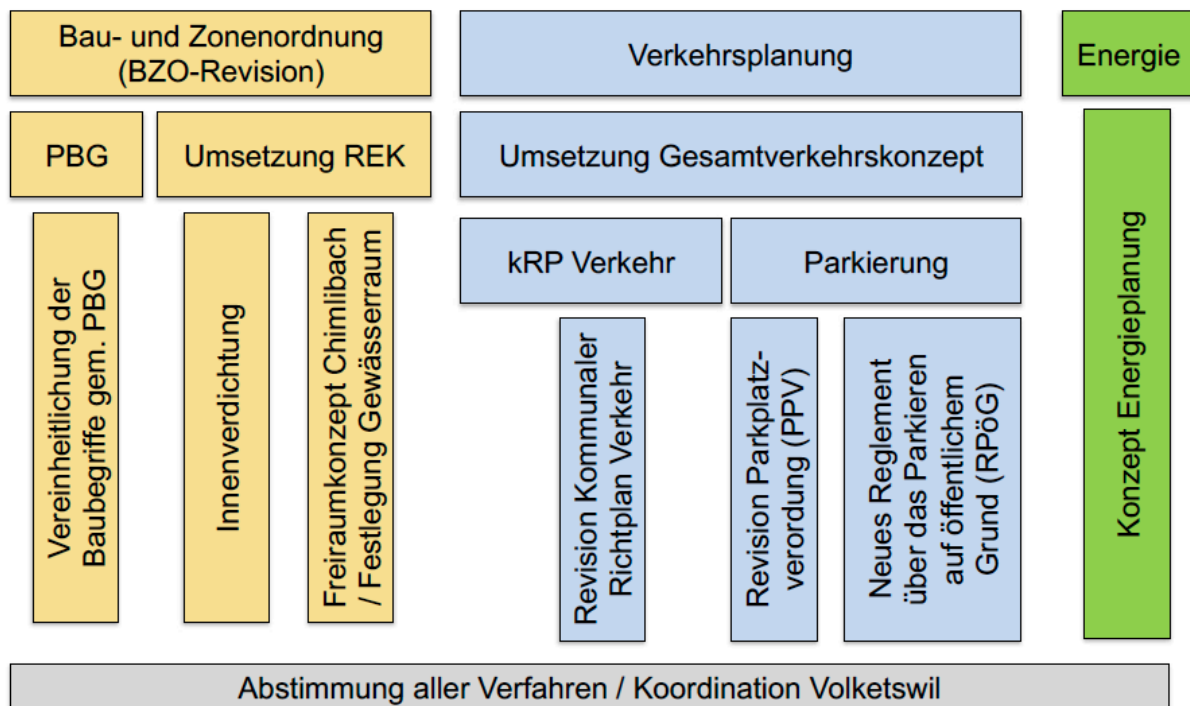 Bau- und Zonenordnung
(BZO-Revision)
Verkehrsplanung
Energie
PBG
Umsetzung REK
Umsetzung Gesamtverkehrskonzept
kRP Verkehr
Parkierung
Vereinheitlichung der
Baubegriffe gem. PBG
Innenverdichtung
Freiraumkonzept Chimlibach
/ Festlegung Gewässerraum
Revision Kommunaler
Richtplan Verkehr
Revision Parkplatz-
verordung (PPV)
Neues Reglement
über das Parkieren
auf öffentlichem
Grund (RPöG)
Konzept Energieplanung
Abstimmung aller Verfahren / Koordination Volketswil